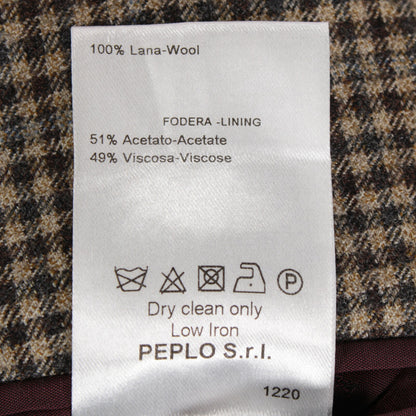 100% Lana-Wool
FODERA -LINING
51% Acetato-Acetate
49% Viscosa-Viscose
P
Dry clean only
Low Iron
PEPLO S.r.l.
1220